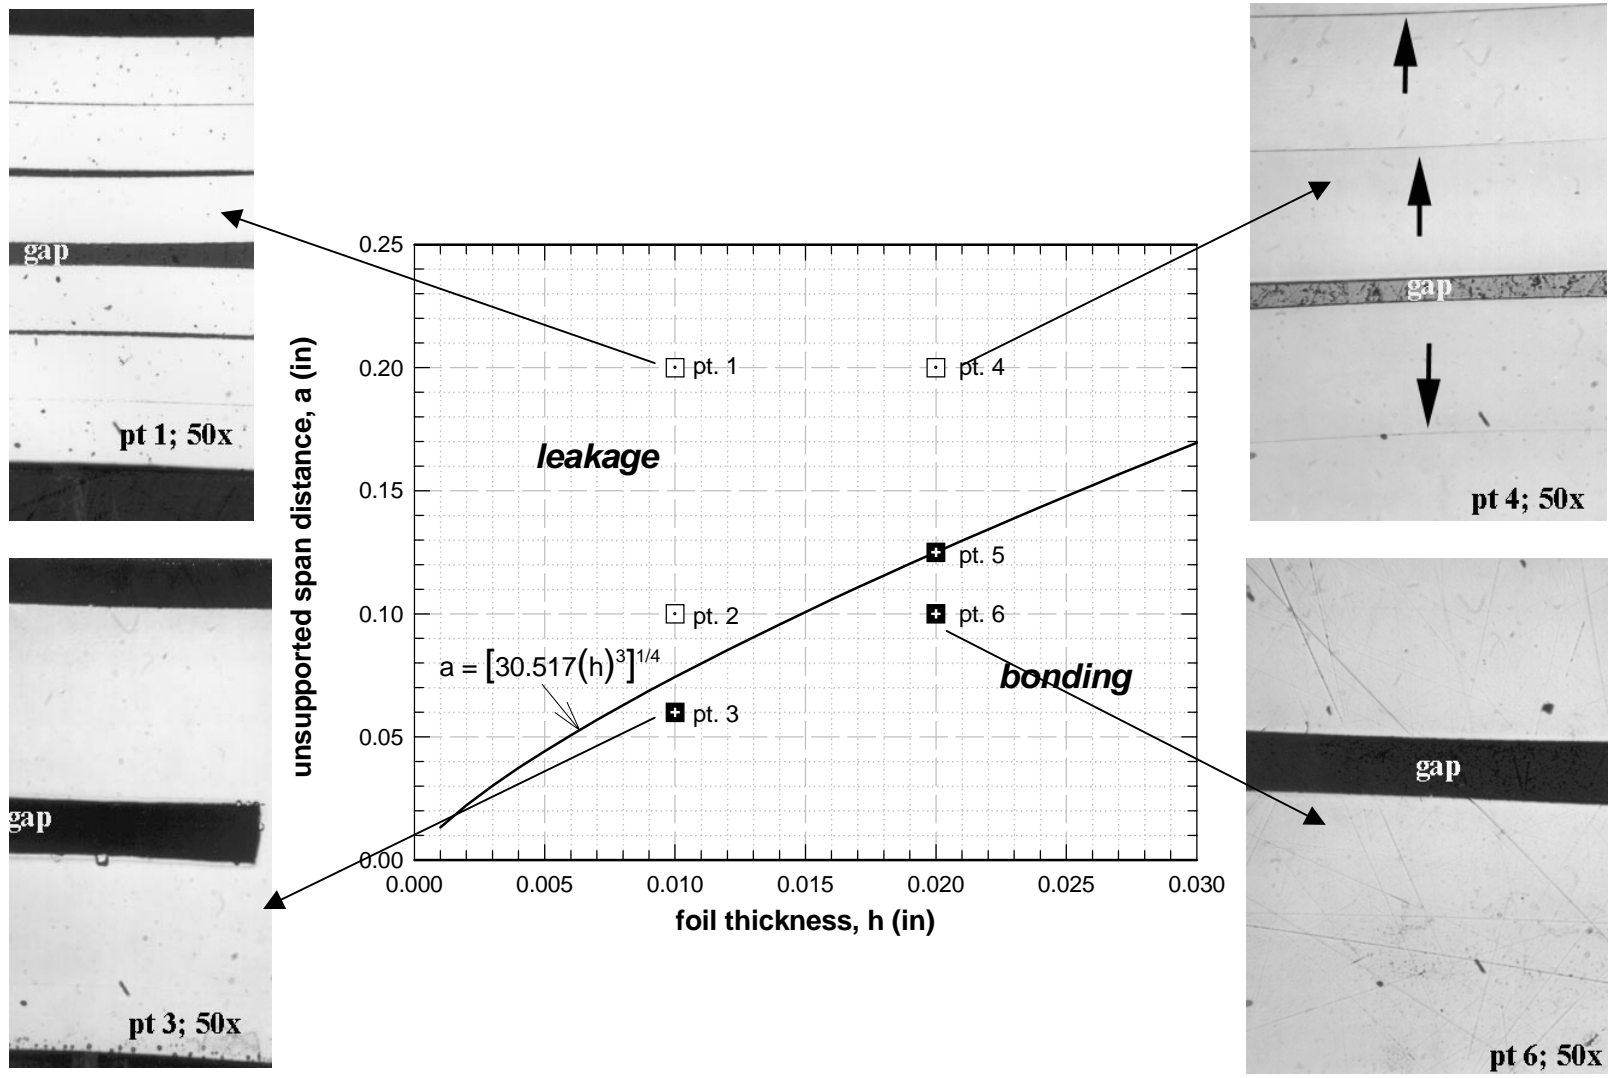 gap
pt 1; 50x
pt 4; 50x
gap
gap
pt 3; 50x
gap
pt 6; 50x
unsupported span distance, a (in)
0.25
0.20
0.15
0.10
0.05
0.00
pt. 1
pt. 4
leakage
pt. 5
pt. 2
pt. 6
a = [30.517(h)³]^1/4
bonding
pt. 3
0.000 0.005 0.010 0.015 0.020 0.025 0.030
foil thickness, h (in)